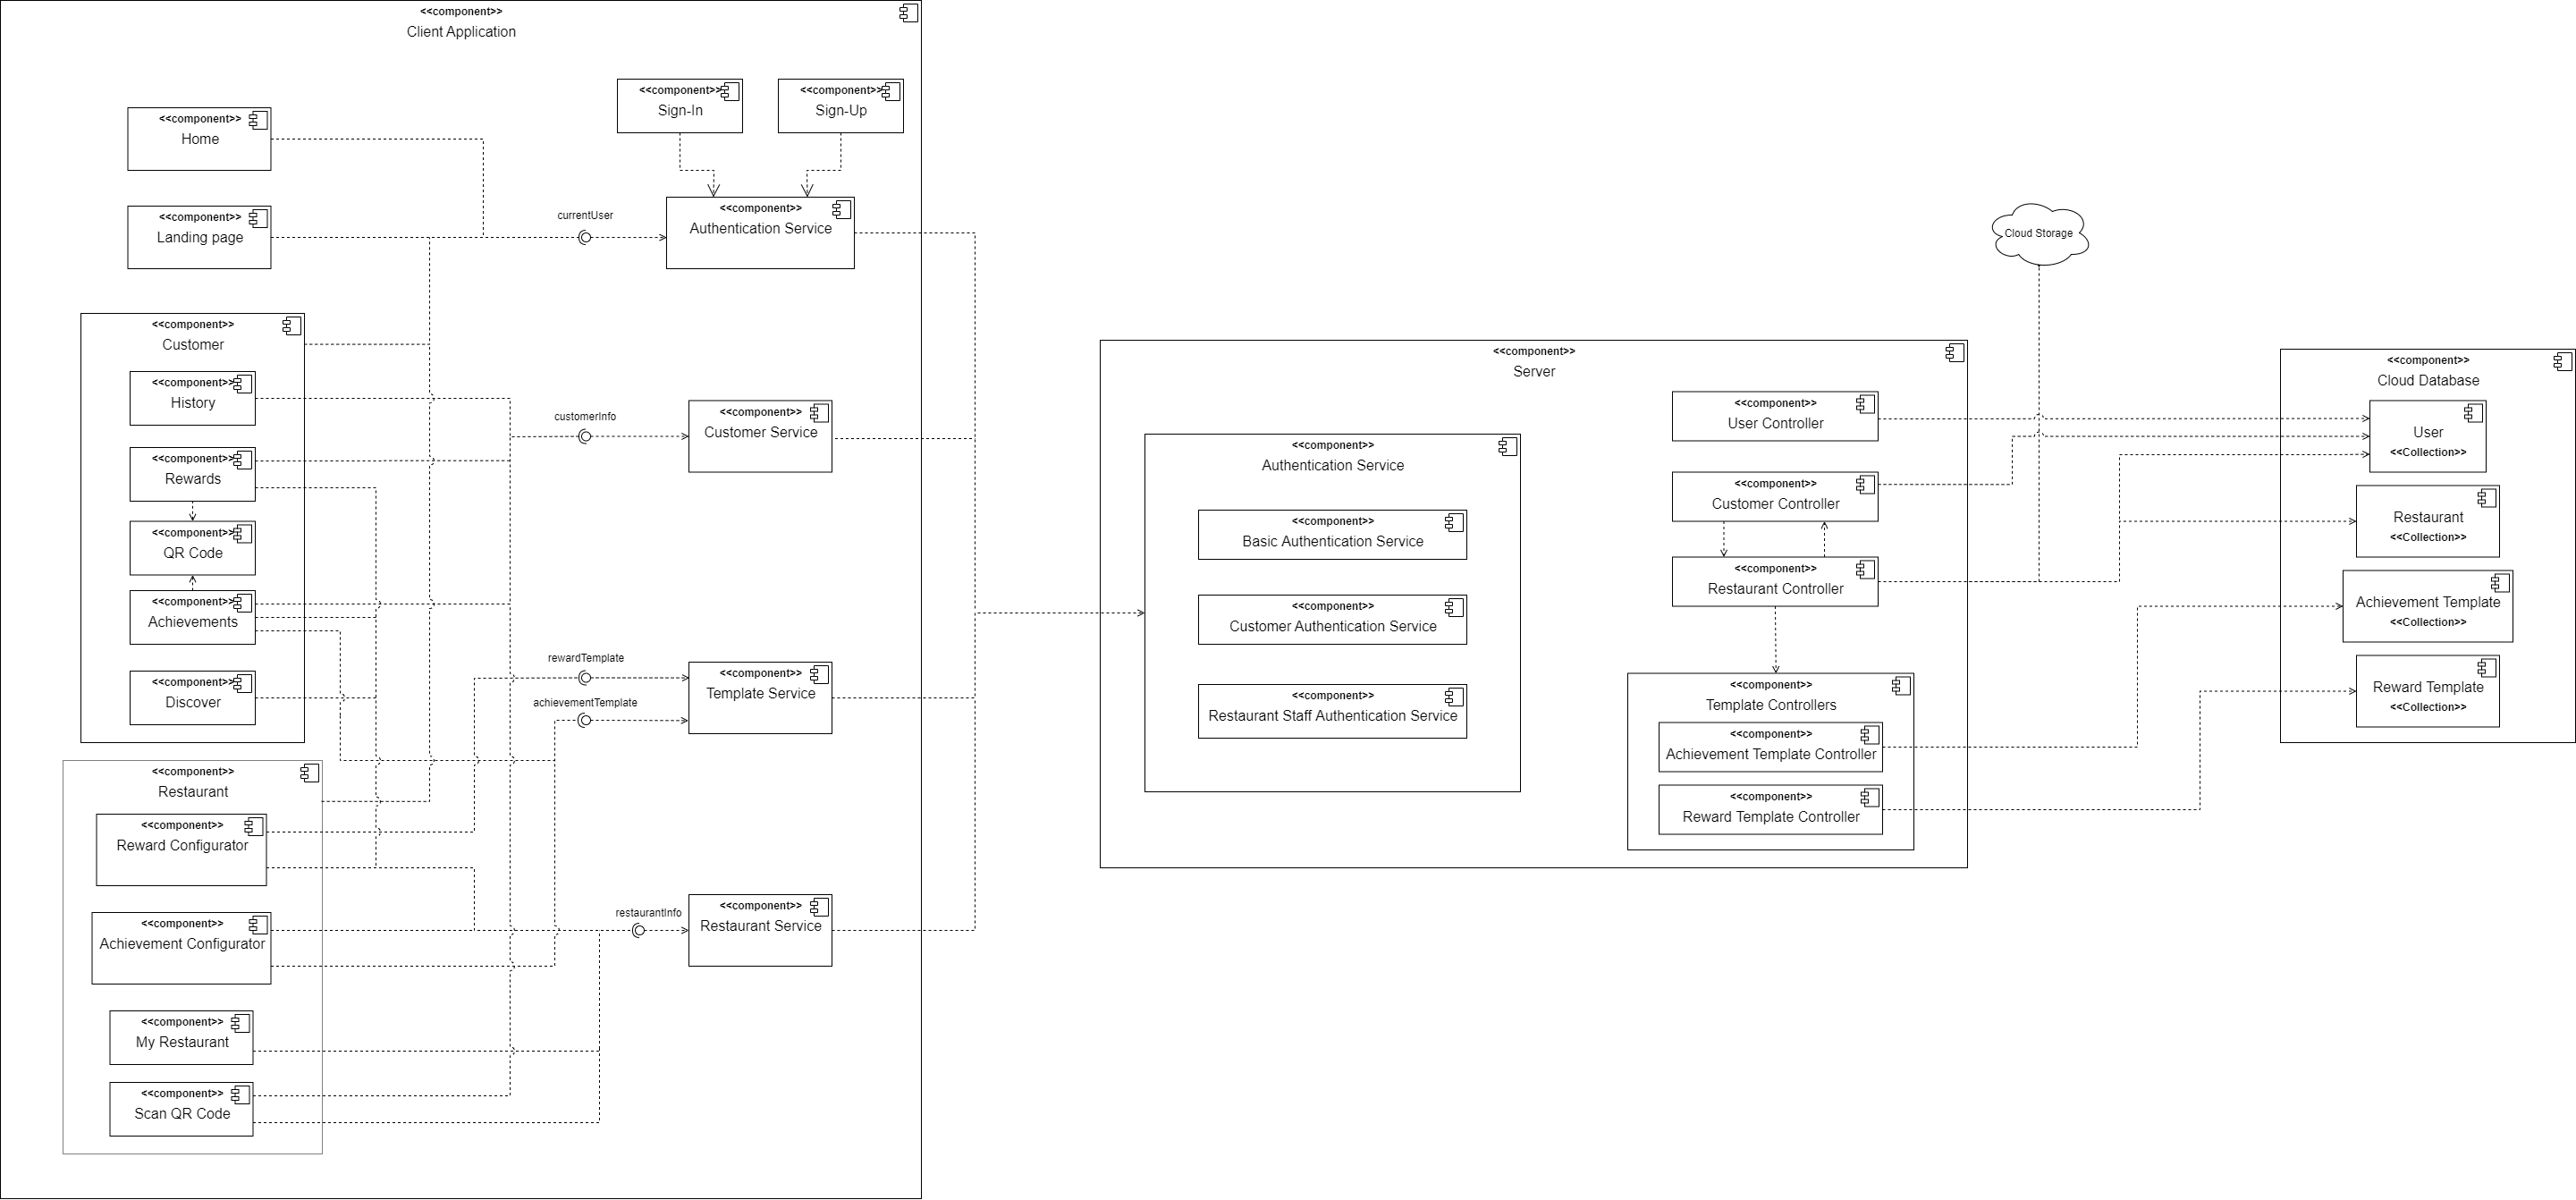 <<component>>
Client Application
<<component>>
Sign-In
<<component>>
Sign-Up
<<component>>
Home
<<component>>
Landing page
currentUser
<<component>>
Authentication Service
<<component>>
Customer
<<component>>
History
<<component>>
Rewards
<<component>>
QR Code
<<component>>
Achievements
<<component>>
Discover
customerInfo
<<component>>
Customer Service
rewardTemplate
achievementTemplate
<<component>>
Template Service
<<component>>
Restaurant
<<component>>
Reward Configurator
<<component>>
Achievement Configurator
<<component>>
My Restaurant
<<component>>
Scan QR Code
restaurantInfo
<<component>>
Restaurant Service
<<component>>
Server
<<component>>
Authentication Service
<<component>>
Basic Authentication Service
<<component>>
Customer Authentication Service
<<component>>
Restaurant Staff Authentication Service
<<component>>
User Controller
<<component>>
Customer Controller
<<component>>
Restaurant Controller
<<component>>
Template Controllers
<<component>>
Achievement Template Controller
<<component>>
Reward Template Controller
Cloud Storage
<<component>>
Cloud Database
User
<<Collection>>
Restaurant
<<Collection>>
Achievement Template
<<Collection>>
Reward Template
<<Collection>>